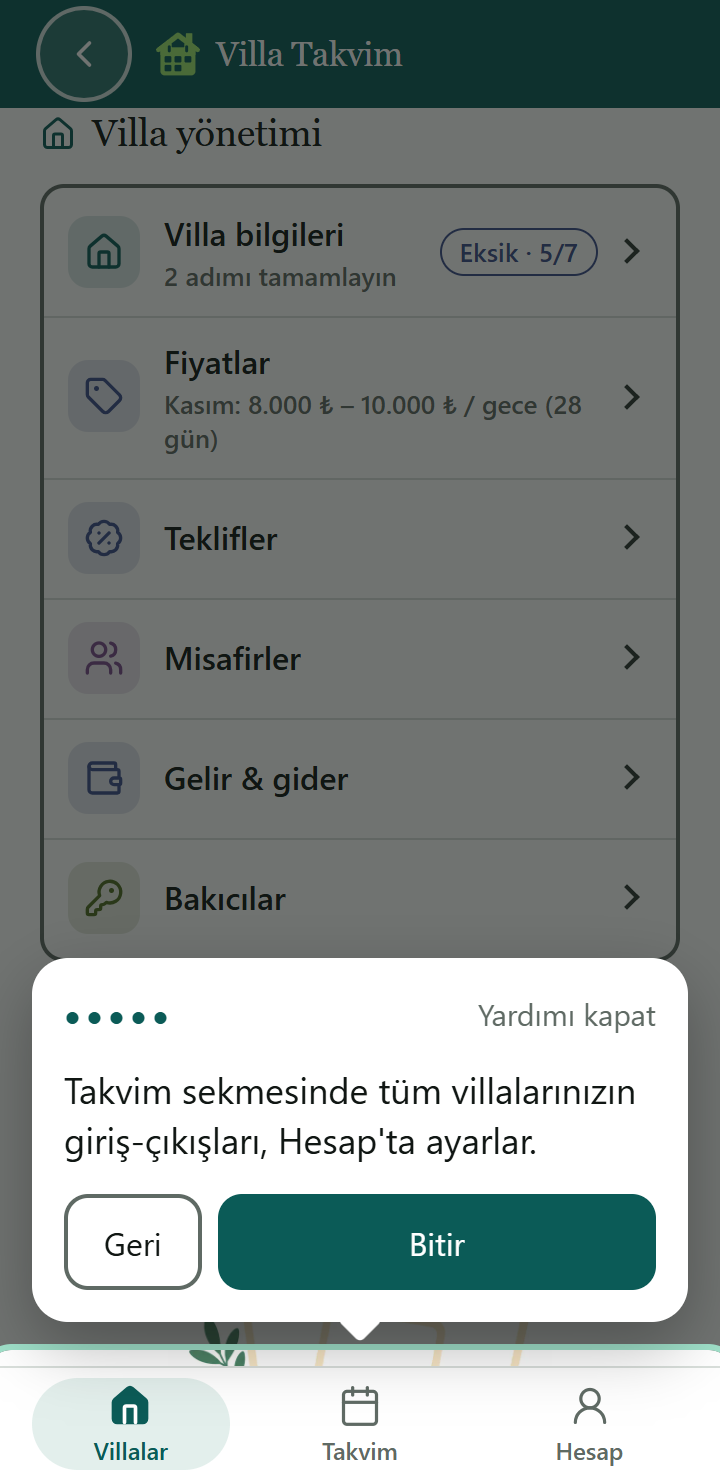 Villa Takvim
Villa yönetimi
Villa bilgileri
2 adımı tamamlayın
Eksik · 5/7
Fiyatlar
Kasım: 8.000 ₺ – 10.000 ₺ / gece (28
gün)
Teklifler
Misafirler
Gelir & gider
Bakıcılar
Yardımı kapat
Takvim sekmesinde tüm villalarınızın
giriş-çıkışları, Hesap'ta ayarlar.
Geri
Bitir
Villalar
Takvim
Hesap